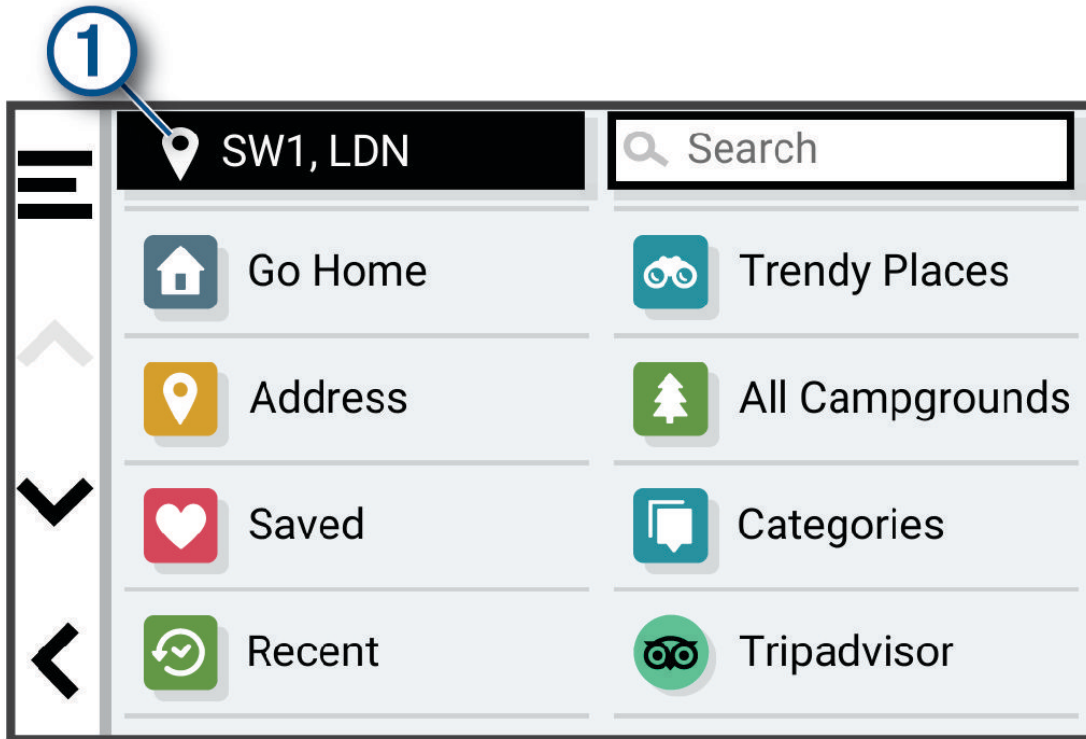 1
SW1, LDN
Search
Go Home
Trendy Places
Address
All Campgrounds
Saved
Categories
Recent
Tripadvisor